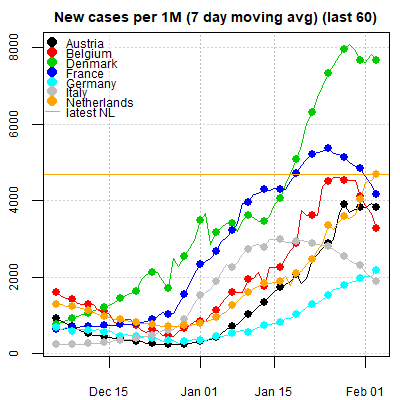 New cases per 1M (7 day moving avg) (last 60)
Austria
Belgium
Denmark
France
Germany
Italy
Netherlands
latest NL
8000
6000
4000
2000
0
Dec 15
Jan 01
Jan 15
Feb 01